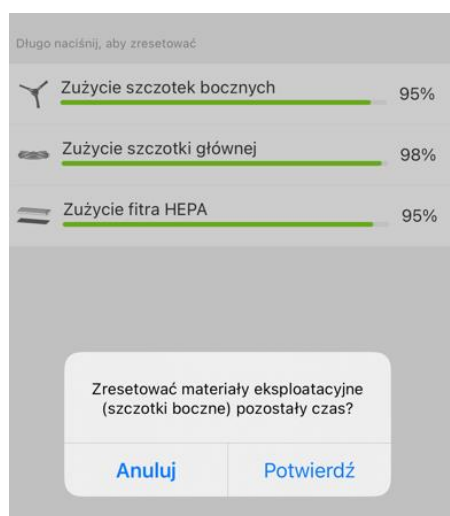 Długo naciśnij, aby zresetować
Zużycie szczotek bocznych
95%
Zużycie szczotki głównej
98%
Zużycie fitra HEPA
95%
Zresetować materiały eksploatacyjne
(szczotki boczne) pozostały czas?
Anuluj
Potwierdź